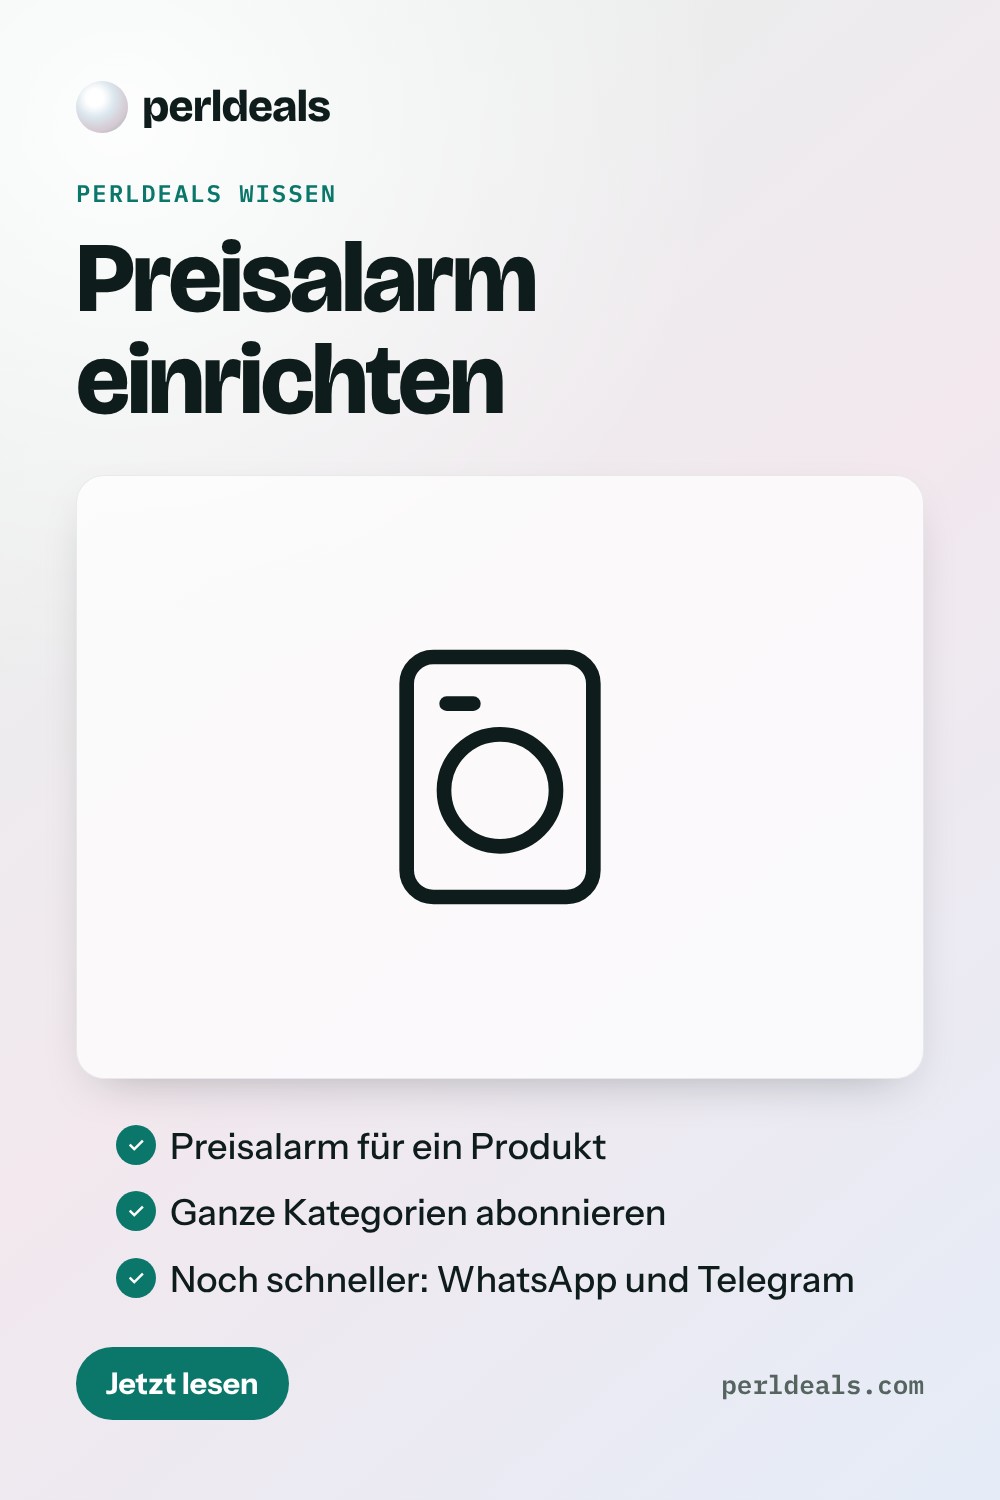 perldeals
PERLDEALS WISSEN
Preisalarm
einrichten
Preisalarm für ein Produkt
Ganze Kategorien abonnieren
Noch schneller: WhatsApp und Telegram
Jetzt lesen
perldeals.com